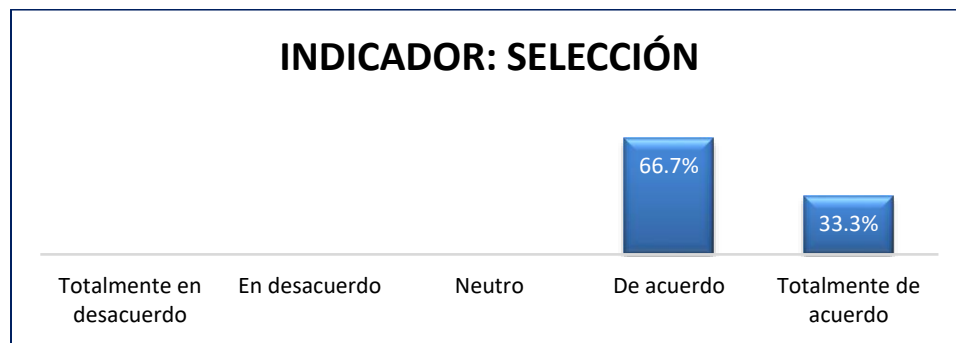 INDICADOR: SELECCIÓN
66.7%
33.3%
Totalmente en
desacuerdo
En desacuerdo
Neutro
De acuerdo
Totalmente de
acuerdo